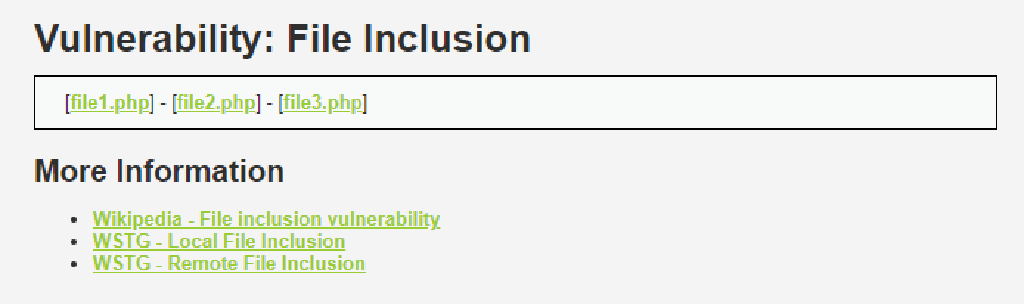 Vulnerability: File Inclusion
[file1.php] - [file2.php] - [file3.php]
More Information
• Wikipedia - File inclusion vulnerability
• WSTG - Local File Inclusion
• WSTG - Remote File Inclusion